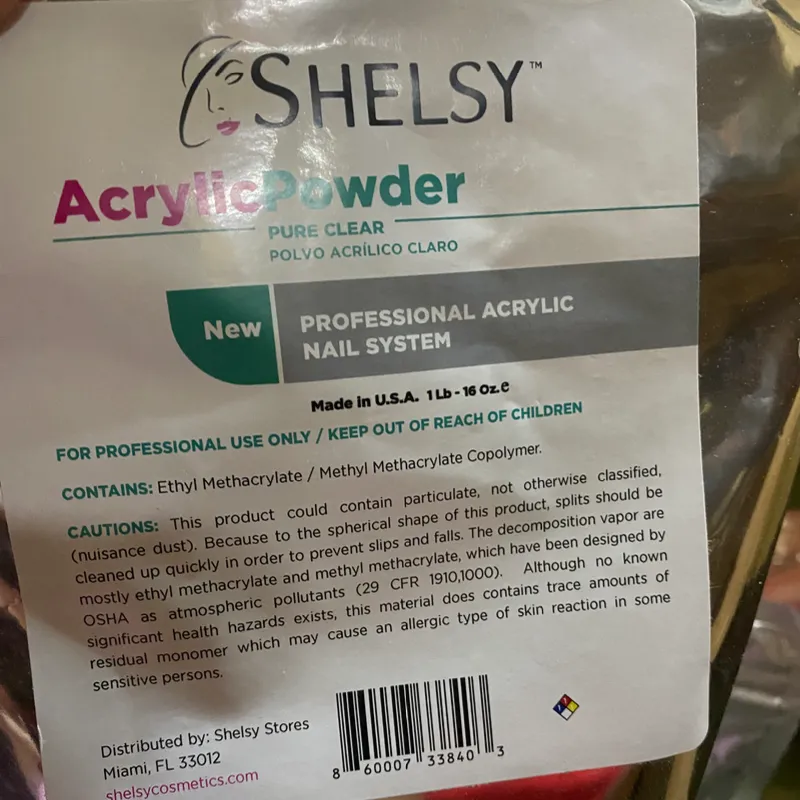 SHELSY™
AcrylicPowder
PURE CLEAR
POLVO ACRÍLICO CLARO
New
PROFESSIONAL ACRYLIC
NAIL SYSTEM
Made in U.S.A. 1 Lb - 16 Oz.e
FOR PROFESSIONAL USE ONLY / KEEP OUT OF REACH OF CHILDREN
CONTAINS: Ethyl Methacrylate / Methyl Methacrylate Copolymer.
CAUTIONS: This product could contain particulate, not otherwise classified,
(nuisance dust). Because to the spherical shape of this product, splits should be
cleaned up quickly in order to prevent slips and falls. The decomposition vapor are
mostly ethyl methacrylate and methyl methacrylate, which have been designed by
OSHA as atmospheric pollutants (29 CFR 1910,1000). Although no known
significant health hazards exists, this material does contains trace amounts of
residual monomer which may cause an allergic type of skin reaction in some
sensitive persons.
Distributed by: Shelsy Stores
Miami, FL 33012
shelsycosmetics.com
8 60007 33840 3